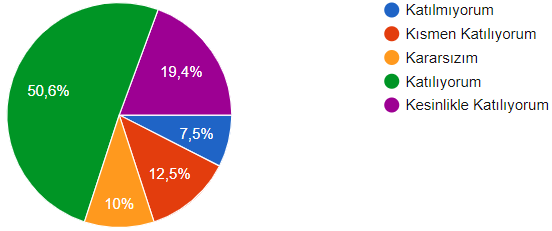 Katılmıyorum
Kısmen Katılıyorum
Kararsızım
Katılıyorum
Kesinlikle Katılıyorum
50,6%
19,4%
7,5%
12,5%
10%